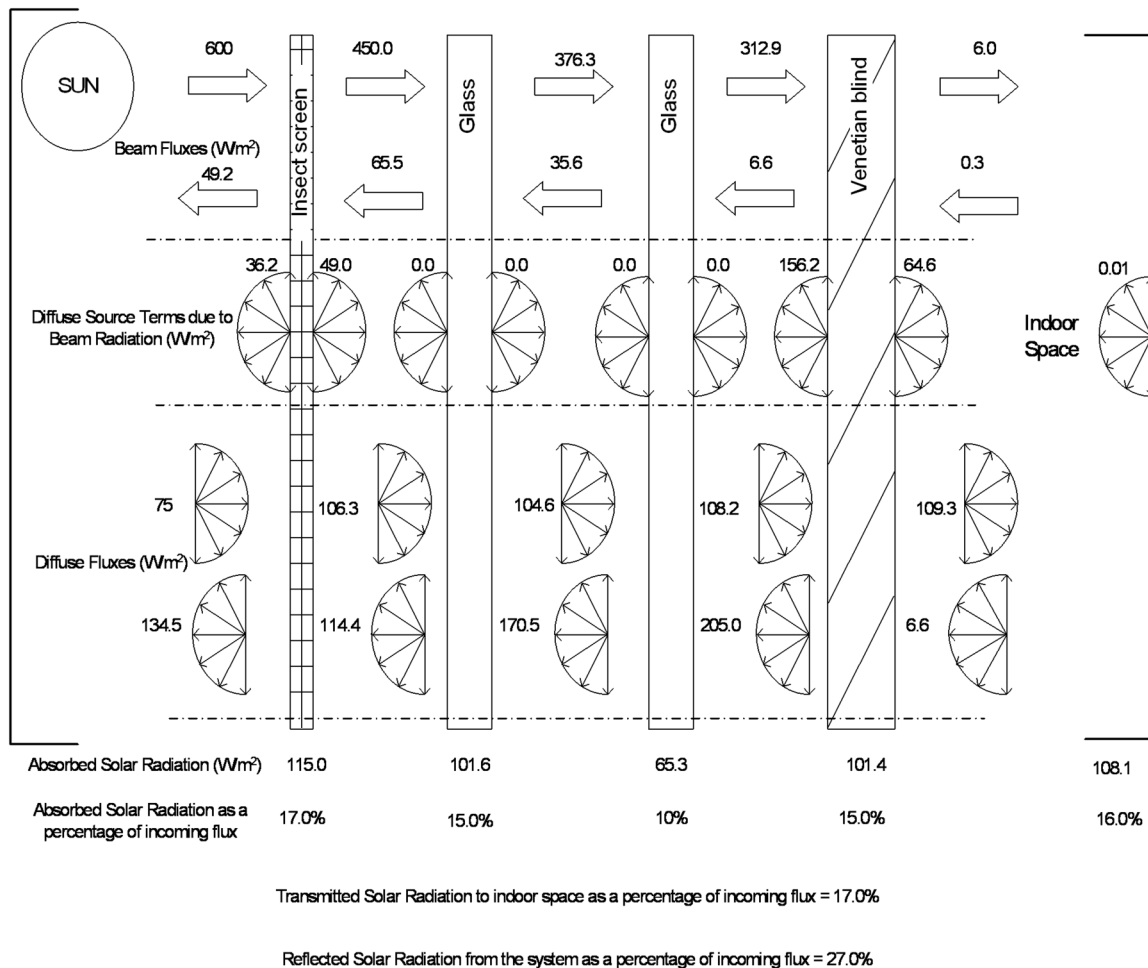 600 450.0 376.3 312.9 6.0
SUN
Insect screen
Glass
Glass
Venetian blind
Beam Fluxes (W/m²)
49.2 65.5 35.6 6.6 0.3
36.2 49.0 0.0 0.0 0.0 0.0 156.2 64.6 0.01
Diffuse Source Terms due to
Beam Radiation (W/m²)
Indoor
Space
75 106.3 104.6 108.2 109.3
Diffuse Fluxes (W/m²)
134.5 114.4 170.5 205.0 6.6
Absorbed Solar Radiation (W/m²) 115.0 101.6 65.3 101.4 108.1
Absorbed Solar Radiation as a
percentage of incoming flux
17.0% 15.0% 10% 15.0% 16.0%
Transmitted Solar Radiation to indoor space as a percentage of incoming flux = 17.0%
Reflected Solar Radiation from the system as a percentage of incoming flux = 27.0%